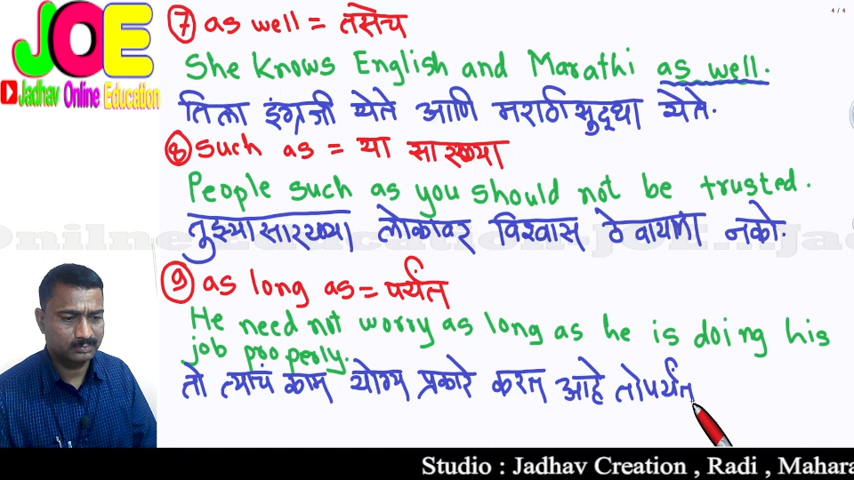 4 / 4
JOE
Jadhav Online Education
⑦ as well = तसेच
She knows English and Marathi as well.
तिला इंग्रजी येते आणि मराठीसुद्धा येते.
⑧ such as = या सारख्या
People such as you should not be trusted.
तुझ्यासारख्या लोकांवर विश्वास ठेवायला नको.
⑨ as long as = पर्यंत
He need not worry as long as he is doing his
job properly.
तो त्याचं काम योग्य प्रकारे करत आहे तोपर्यंत
Studio : Jadhav Creation , Radi , Mahara